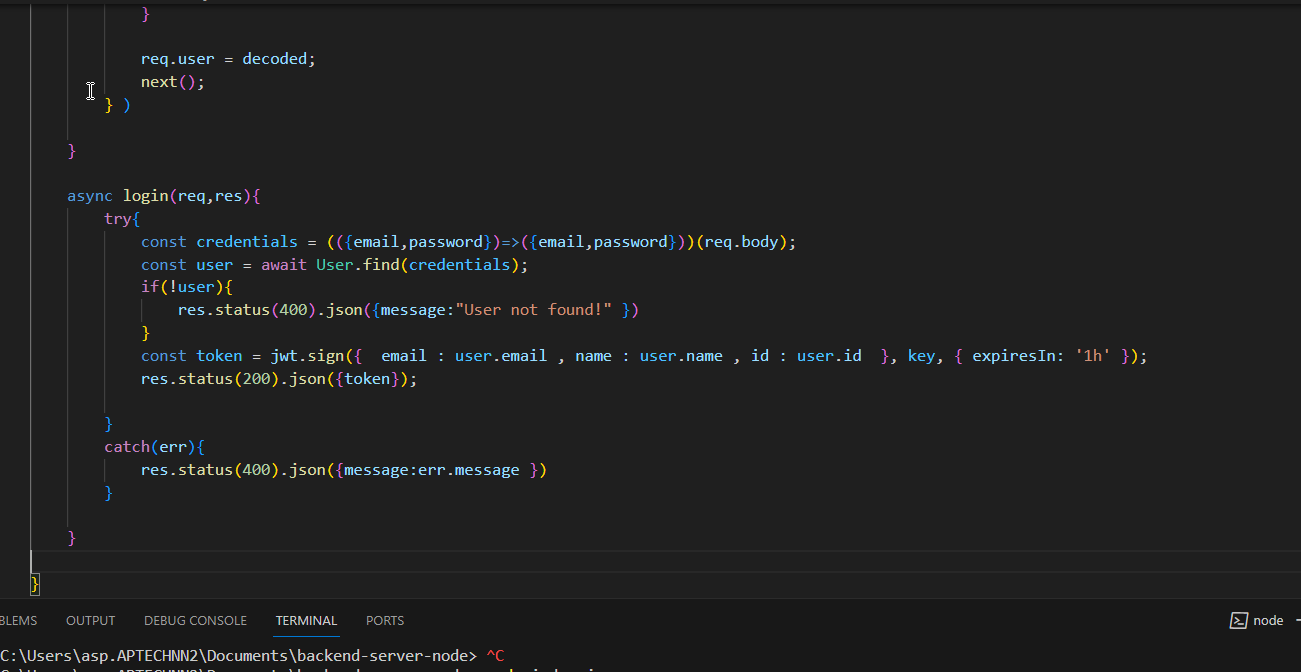 }
req.user = decoded;
next();
} )
}
async login(req,res){
try{
const credentials = (({email,password})=>({email,password}))(req.body);
const user = await User.find(credentials);
if(!user){
res.status(400).json({message:"User not found!" })
}
const token = jwt.sign({  email : user.email , name : user.name , id : user.id  }, key, { expiresIn: '1h' });
res.status(200).json({token});
}
catch(err){
res.status(400).json({message:err.message })
}
}
}
BLEMS OUTPUT DEBUG CONSOLE TERMINAL PORTS node
C:\Users\asp.APTECHNN2\Documents\backend-server-node> ^C